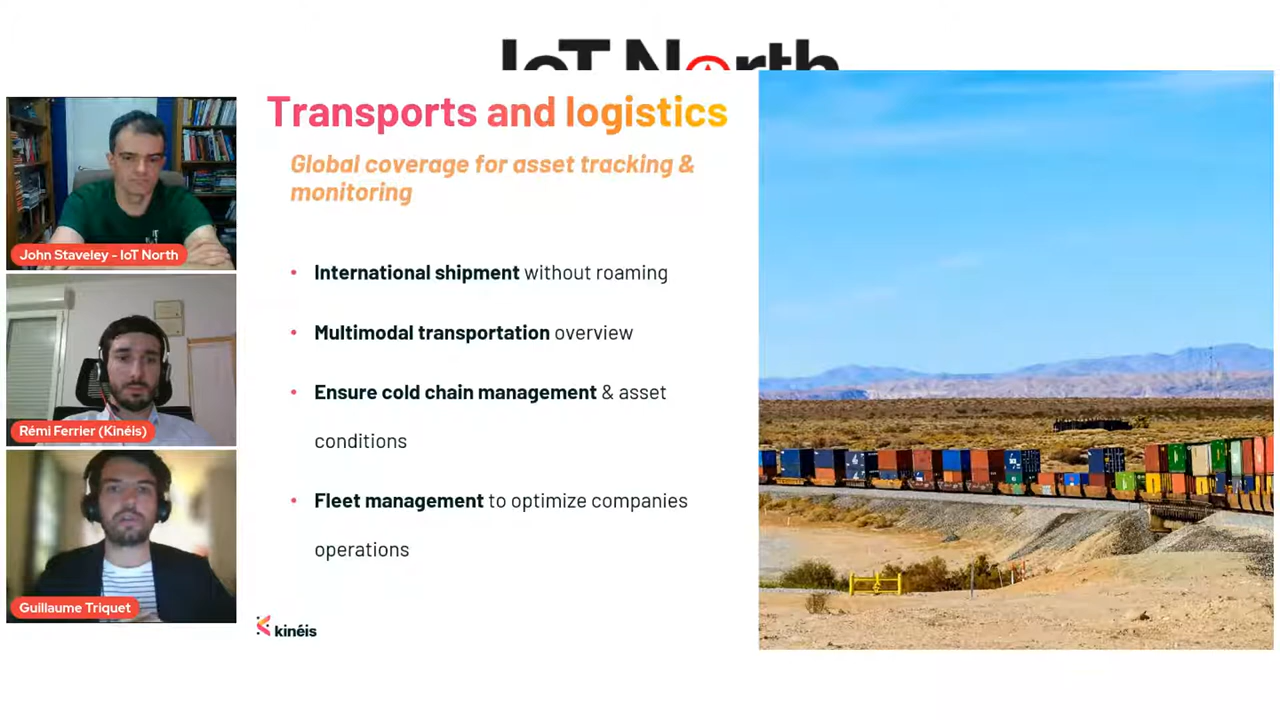 IoT North
Transports and logistics
Global coverage for asset tracking &
monitoring
• International shipment without roaming
• Multimodal transportation overview
• Ensure cold chain management & asset
conditions
• Fleet management to optimize companies
operations
kinéis
John Staveley - IoT North
Rémi Ferrier (Kinéis)
Guillaume Triquet